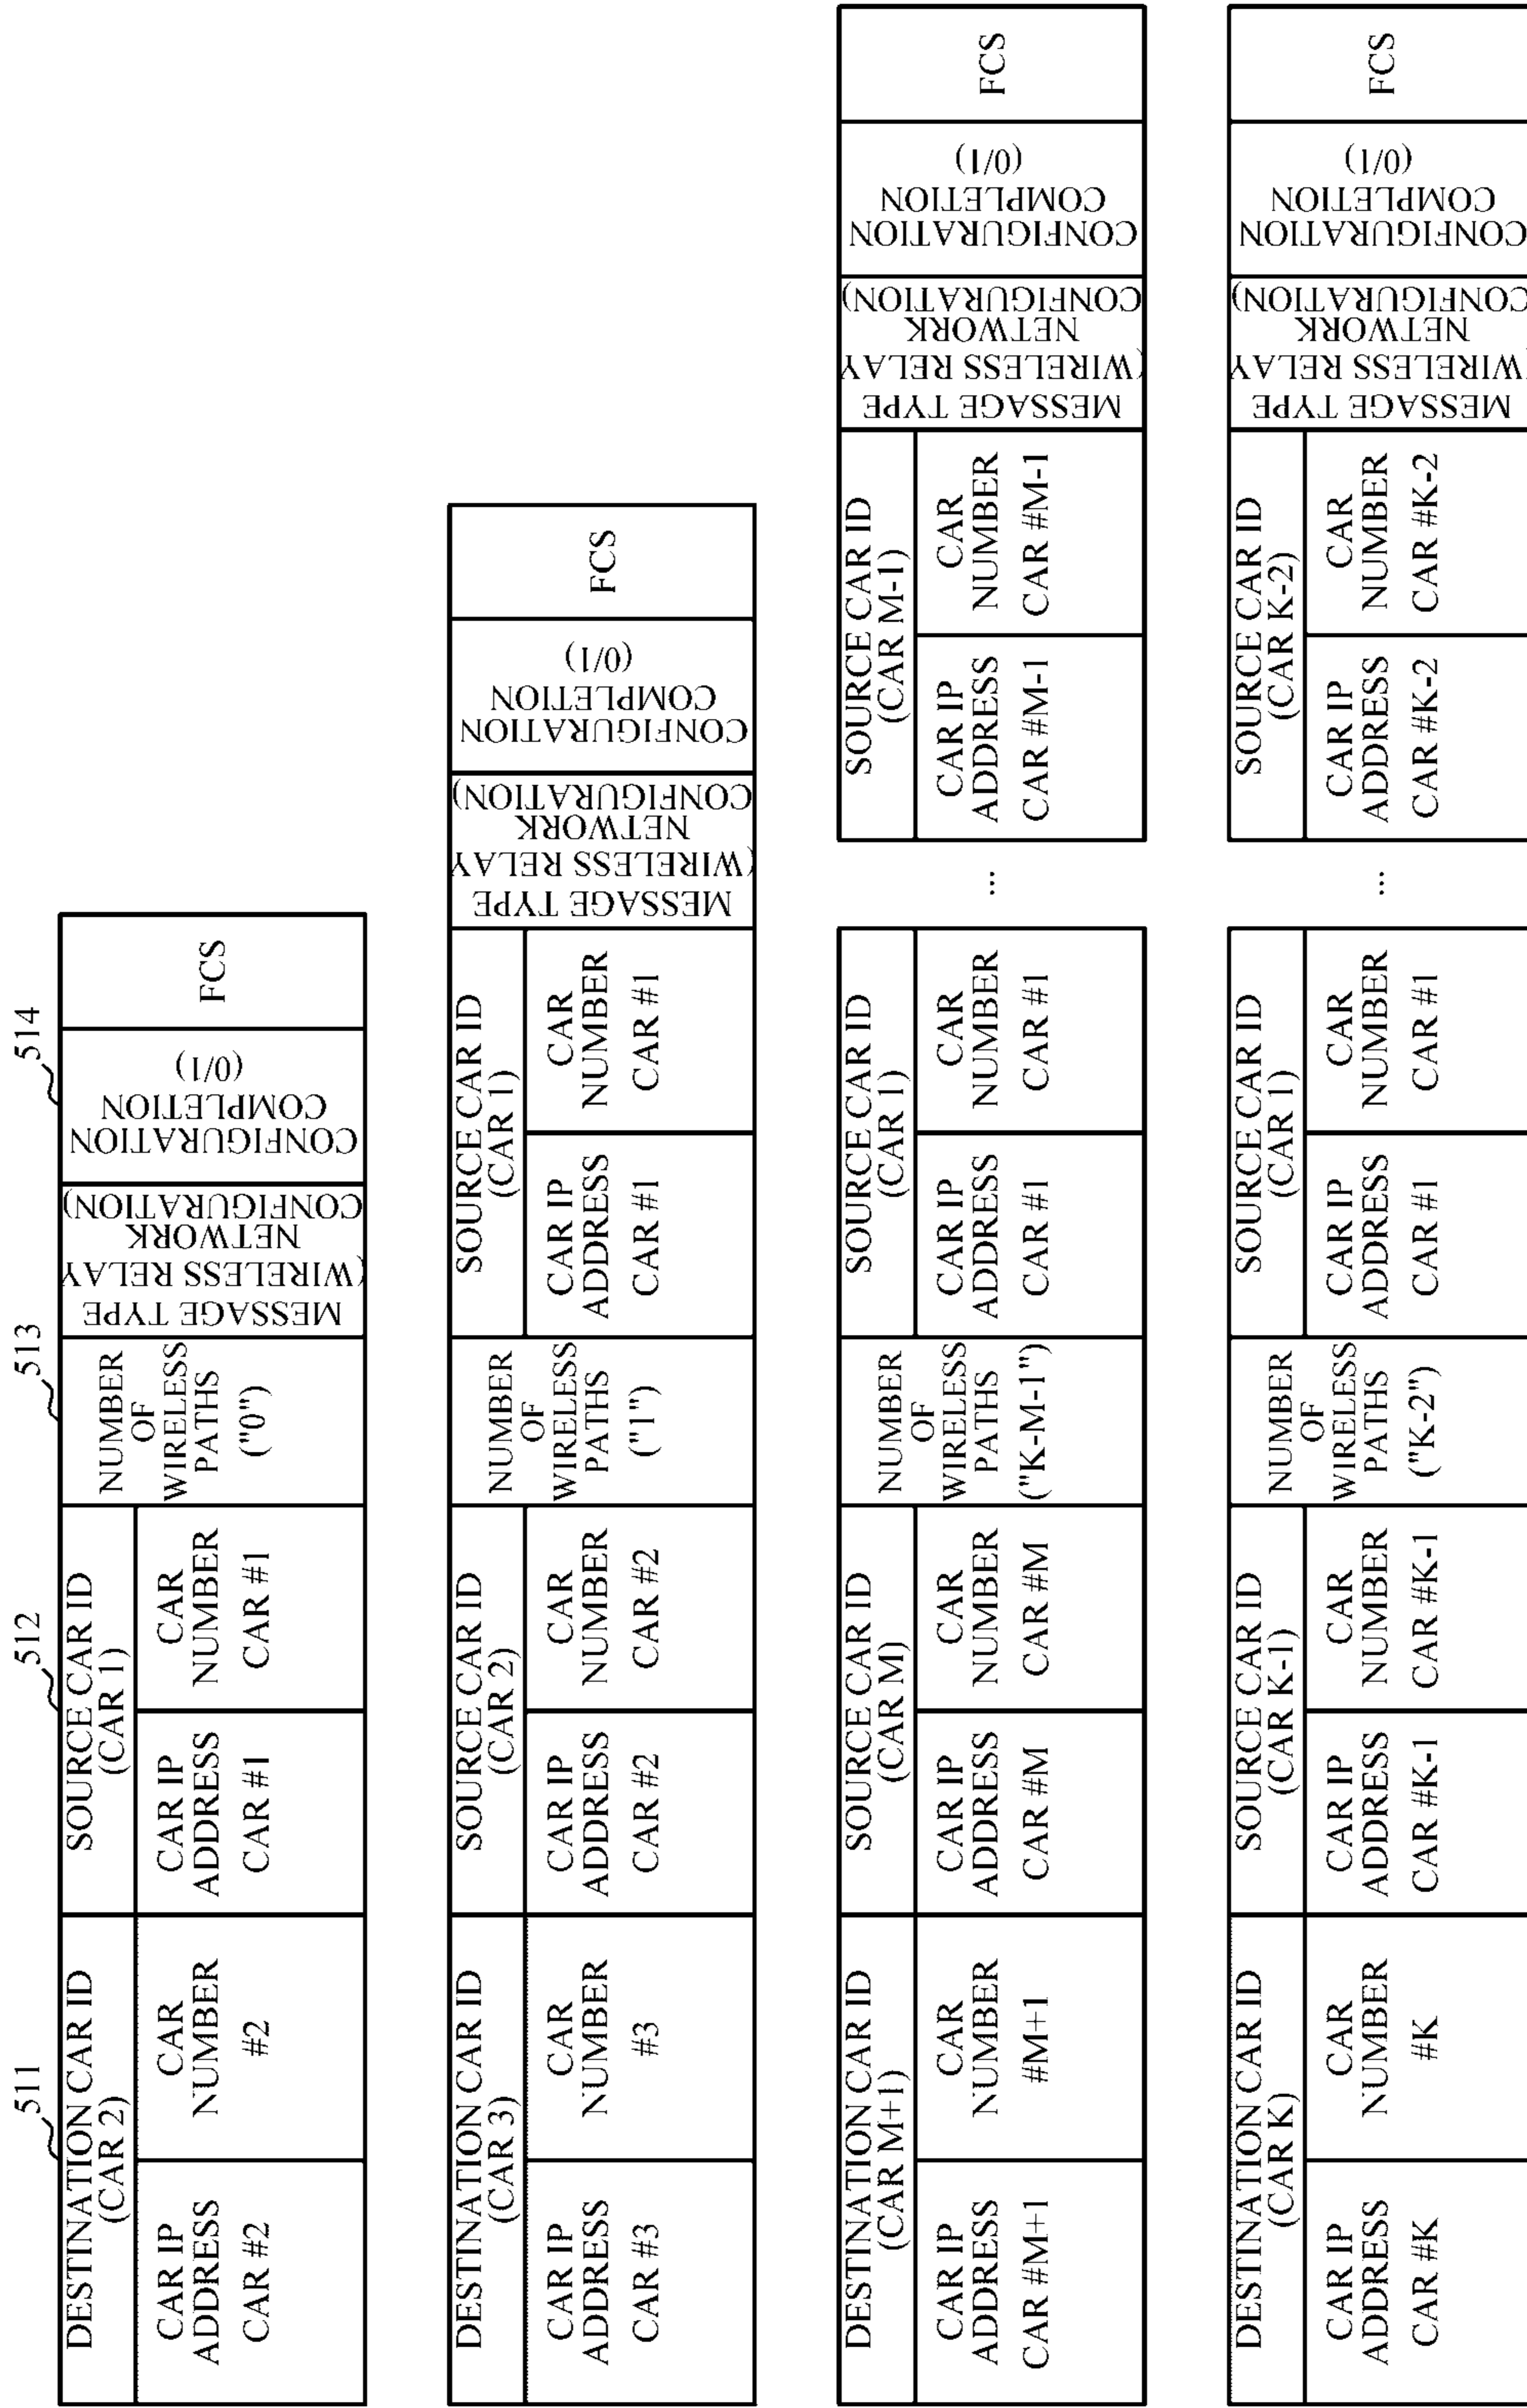 511
512
513
514
DESTINATION CAR ID
(CAR 2)
CAR IP
ADDRESS
CAR #2
CAR
NUMBER
#2
SOURCE CAR ID
(CAR 1)
CAR IP
ADDRESS
CAR #1
CAR
NUMBER
CAR #1
NUMBER
OF
WIRELESS
PATHS
("0")
MESSAGE TYPE
(WIRELESS RELAY
NETWORK
CONFIGURATION)
CONFIGURATION
COMPLETION
(0/1)
FCS
DESTINATION CAR ID
(CAR 3)
CAR IP
ADDRESS
CAR #3
CAR
NUMBER
#3
SOURCE CAR ID
(CAR 2)
CAR IP
ADDRESS
CAR #2
CAR
NUMBER
CAR #2
NUMBER
OF
WIRELESS
PATHS
("1")
SOURCE CAR ID
(CAR 1)
CAR IP
ADDRESS
CAR #1
CAR
NUMBER
CAR #1
MESSAGE TYPE
(WIRELESS RELAY
NETWORK
CONFIGURATION)
CONFIGURATION
COMPLETION
(0/1)
FCS
DESTINATION CAR ID
(CAR M+1)
CAR IP
ADDRESS
CAR #M+1
CAR
NUMBER
#M+1
SOURCE CAR ID
(CAR M)
CAR IP
ADDRESS
CAR #M
CAR
NUMBER
CAR #M
NUMBER
OF
WIRELESS
PATHS
("K-M-1")
SOURCE CAR ID
(CAR 1)
CAR IP
ADDRESS
CAR #1
CAR
NUMBER
CAR #1
...
SOURCE CAR ID
(CAR M-1)
CAR IP
ADDRESS
CAR #M-1
CAR
NUMBER
CAR #M-1
MESSAGE TYPE
(WIRELESS RELAY
NETWORK
CONFIGURATION)
CONFIGURATION
COMPLETION
(0/1)
FCS
DESTINATION CAR ID
(CAR K)
CAR IP
ADDRESS
CAR #K
CAR
NUMBER
#K
SOURCE CAR ID
(CAR K-1)
CAR IP
ADDRESS
CAR #K-1
CAR
NUMBER
CAR #K-1
NUMBER
OF
WIRELESS
PATHS
("K-2")
SOURCE CAR ID
(CAR 1)
CAR IP
ADDRESS
CAR #1
CAR
NUMBER
CAR #1
...
SOURCE CAR ID
(CAR K-2)
CAR IP
ADDRESS
CAR #K-2
CAR
NUMBER
CAR #K-2
MESSAGE TYPE
(WIRELESS RELAY
NETWORK
CONFIGURATION)
CONFIGURATION
COMPLETION
(0/1)
FCS